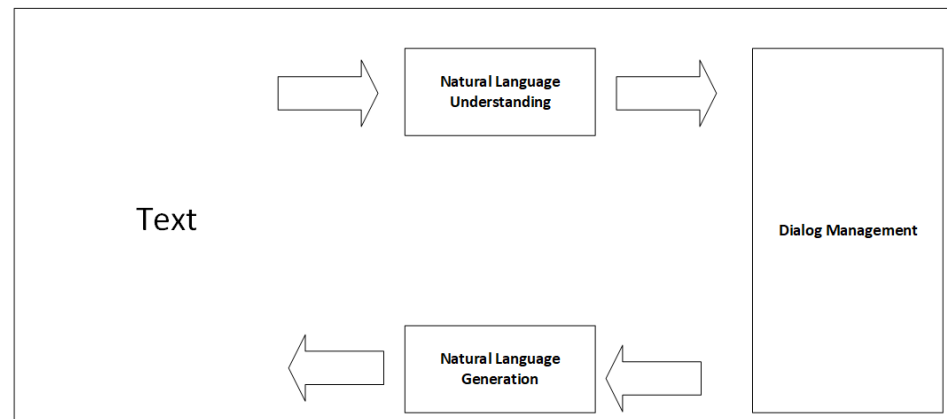 Natural Language
Understanding
Text
Dialog Management
Natural Language
Generation